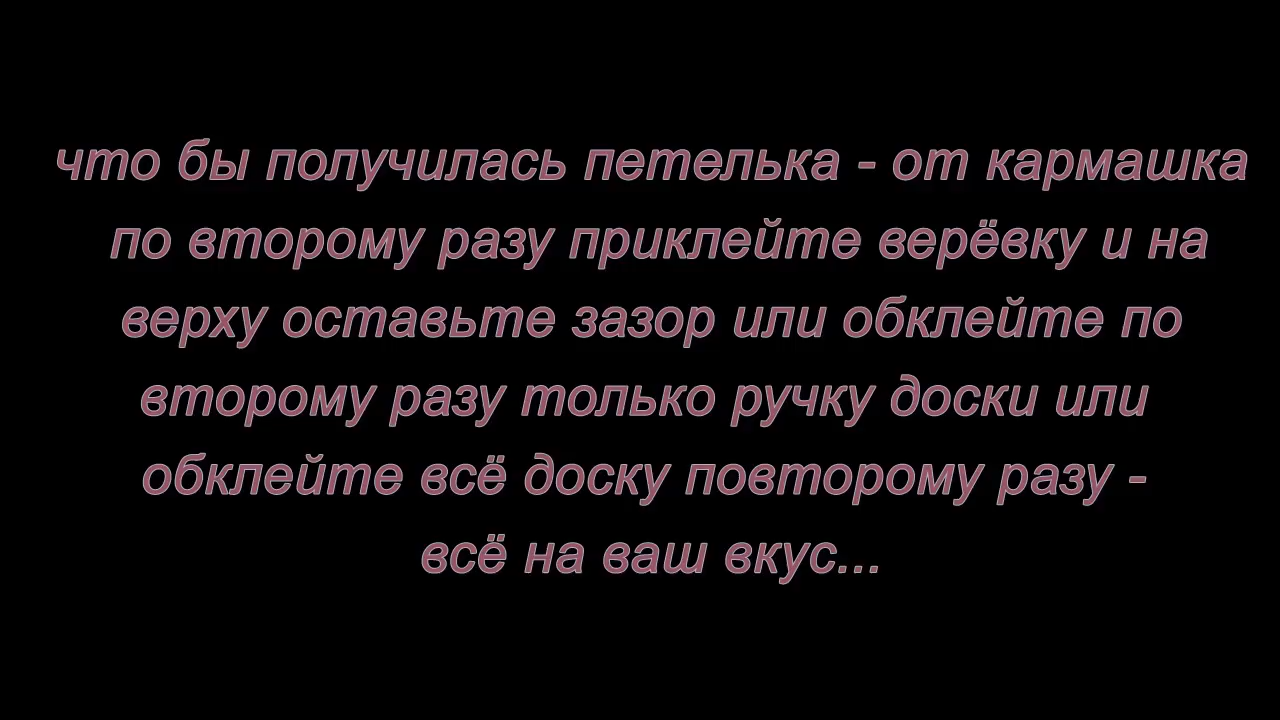 что бы получилась петелька - от кармашка
по второму разу приклейте верёвку и на
верху оставьте зазор или обклейте по
второму разу только ручку доски или
обклейте всё доску повторому разу -
всё на ваш вкус...